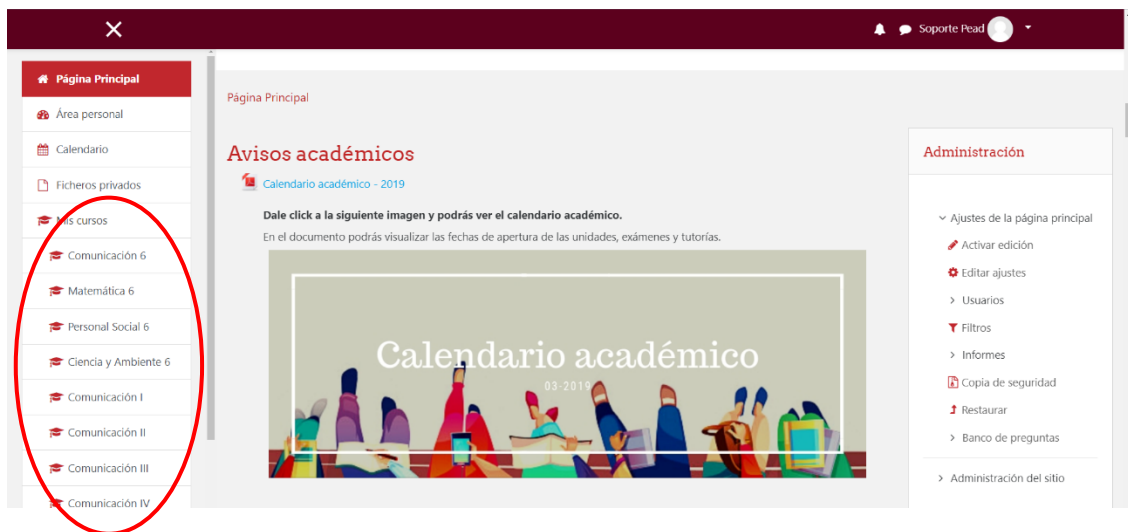 Soporte Pead
Página Principal
Área personal
Calendario
Ficheros privados
Mis cursos
Comunicación 6
Matemática 6
Personal Social 6
Ciencia y Ambiente 6
Comunicación I
Comunicación II
Comunicación III
Comunicación IV
Página Principal
Avisos académicos
Calendario académico - 2019
Dale click a la siguiente imagen y podrás ver el calendario académico.
En el documento podrás visualizar las fechas de apertura de las unidades, exámenes y tutorías.
Calendario académico
03-2019
Administración
Ajustes de la página principal
Activar edición
Editar ajustes
Usuarios
Filtros
Informes
Copia de seguridad
Restaurar
Banco de preguntas
Administración del sitio